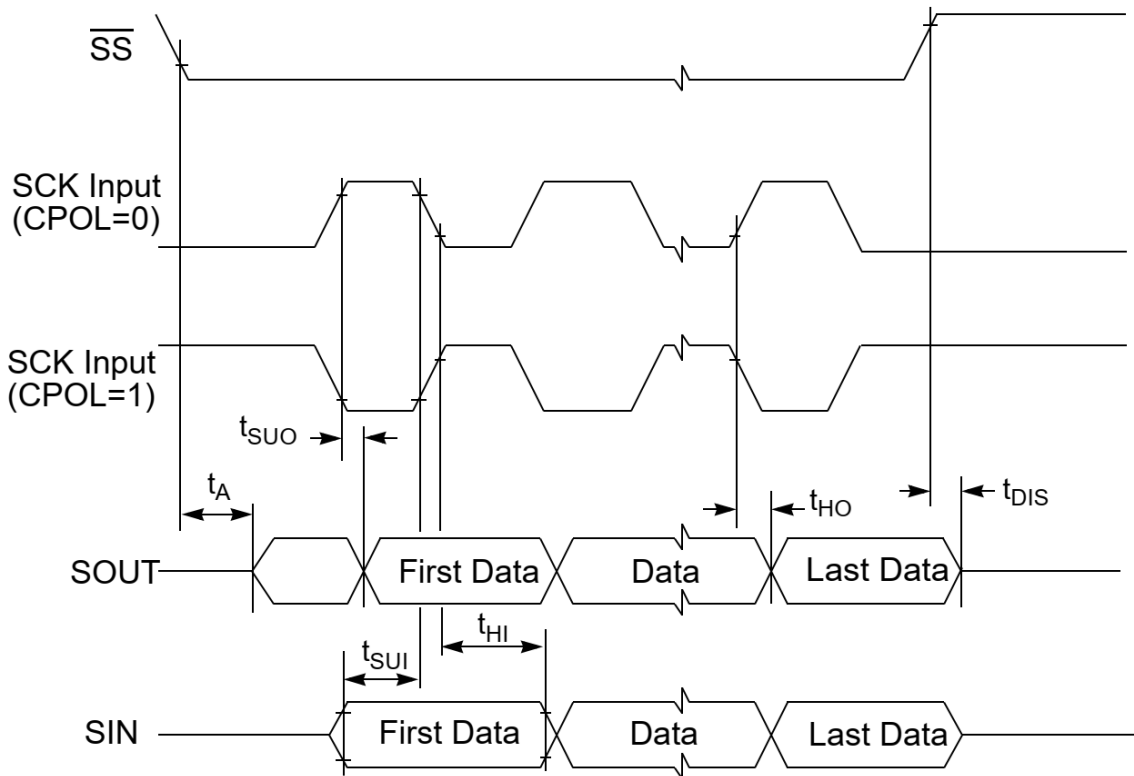 SS
SCK Input
(CPOL=0)
SCK Input
(CPOL=1)
tSUO
tA
tHO
tDIS
SOUT
First Data
Data
Last Data
tHI
tSUI
SIN
First Data
Data
Last Data